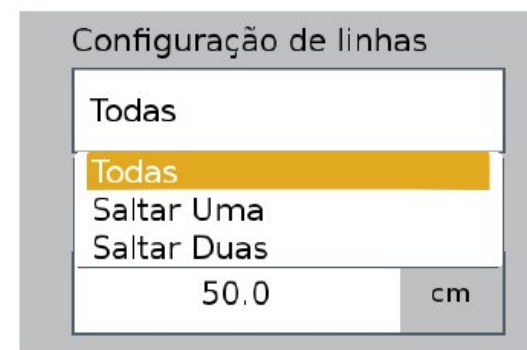 Configuração de linhas
Todas
Todas
Saltar Uma
Saltar Duas
50.0 cm